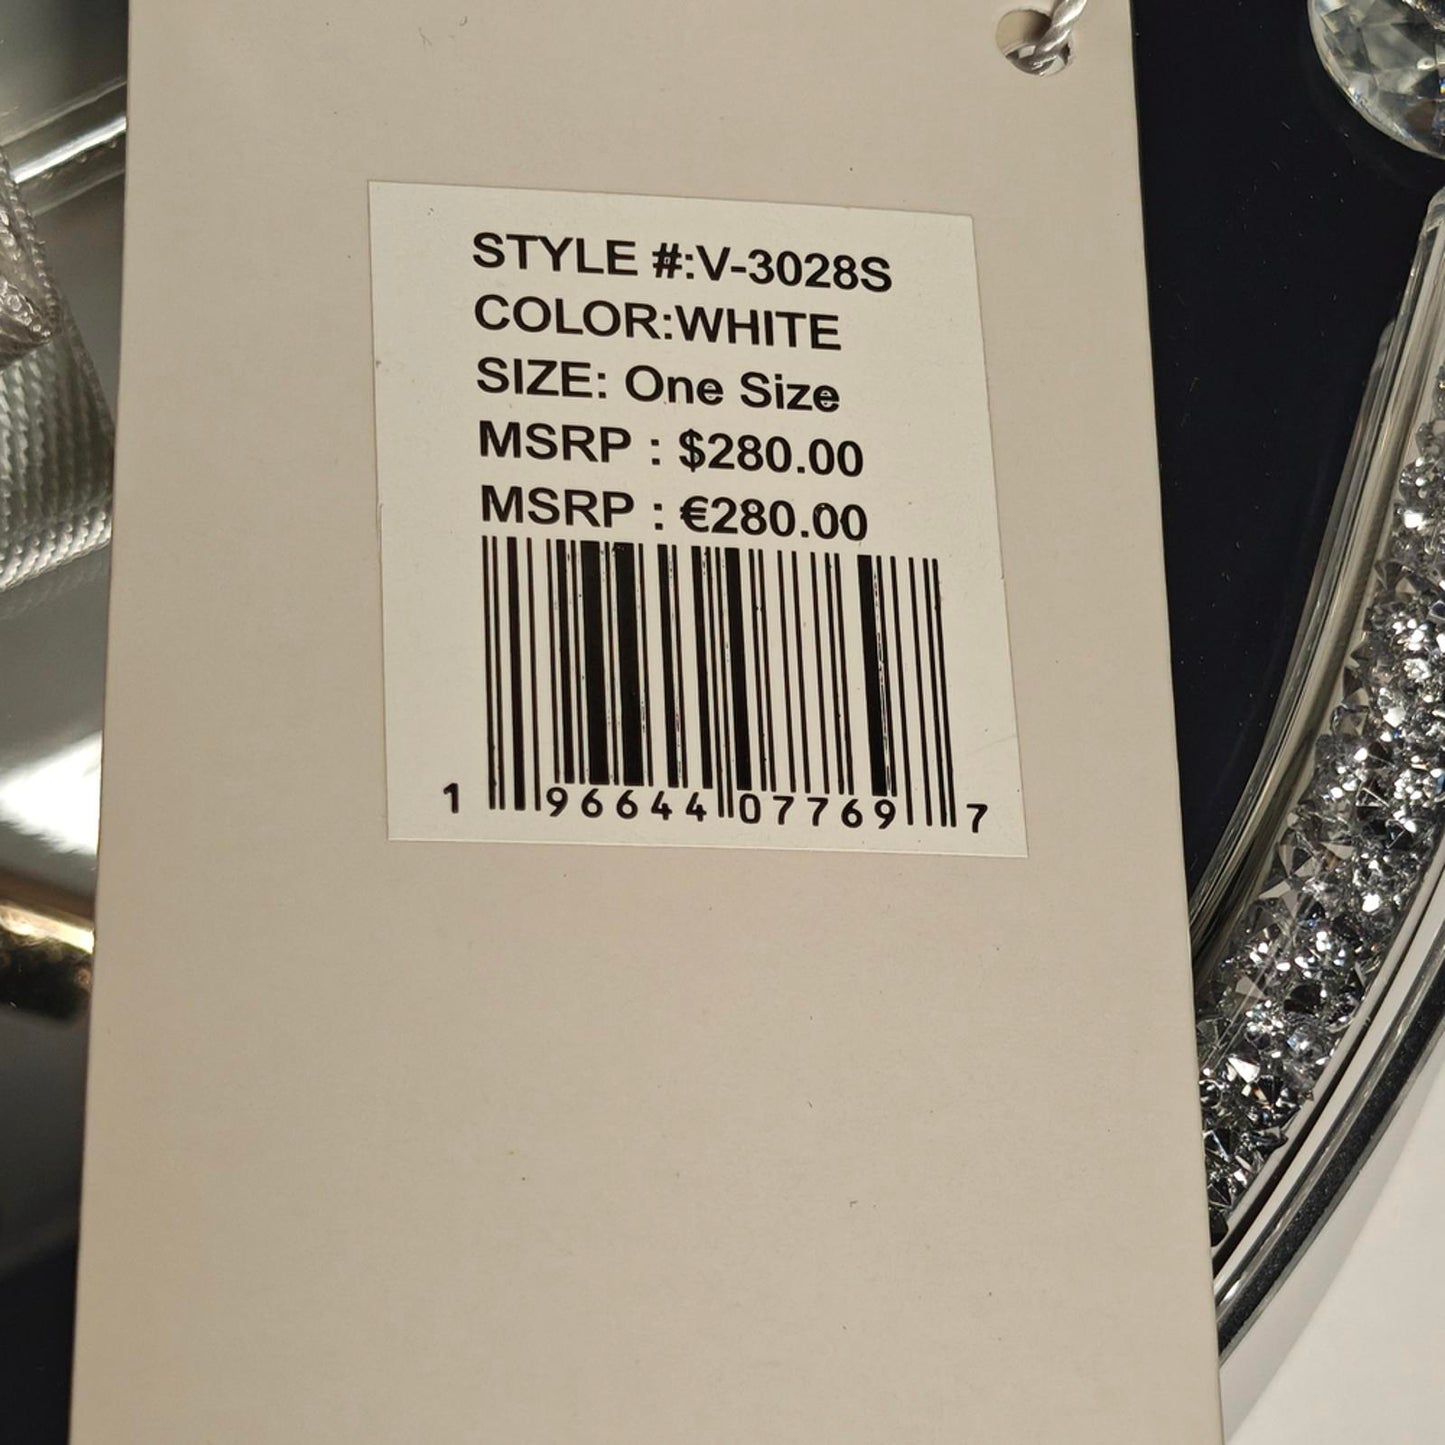 STYLE #:V-3028S
COLOR:WHITE
SIZE: One Size
MSRP : $280.00
MSRP : €280.00
1 96644 07769 7